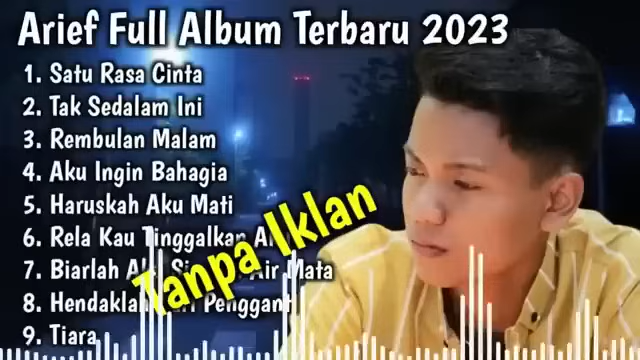 Arief Full Album Terbaru 2023
1. Satu Rasa Cinta
2. Tak Sedalam Ini
3. Rembulan Malam
4. Aku Ingin Bahagia
5. Haruskah Aku Mati
6. Rela Kau Tinggalkan
7. Biarlah Air Mata
8. Hendaklah
9. Tiara
Tanpa Iklan